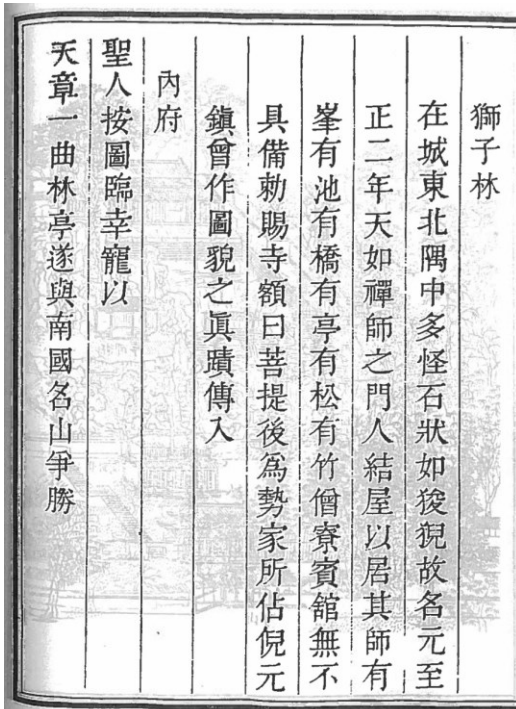 獅子林
在城東北隅中多怪石狀如狻猊故名元至
正二年天如禪師之門人結屋以居其師有
峯有池有橋有亭有松有竹僧寮賓舘無不
具備勅賜寺額曰菩提後爲勢家所佔倪元
鎮曾作圖貌之眞蹟傳入
內府
聖人按圖臨幸寵以
天章一曲林亭遂與南國名山爭勝